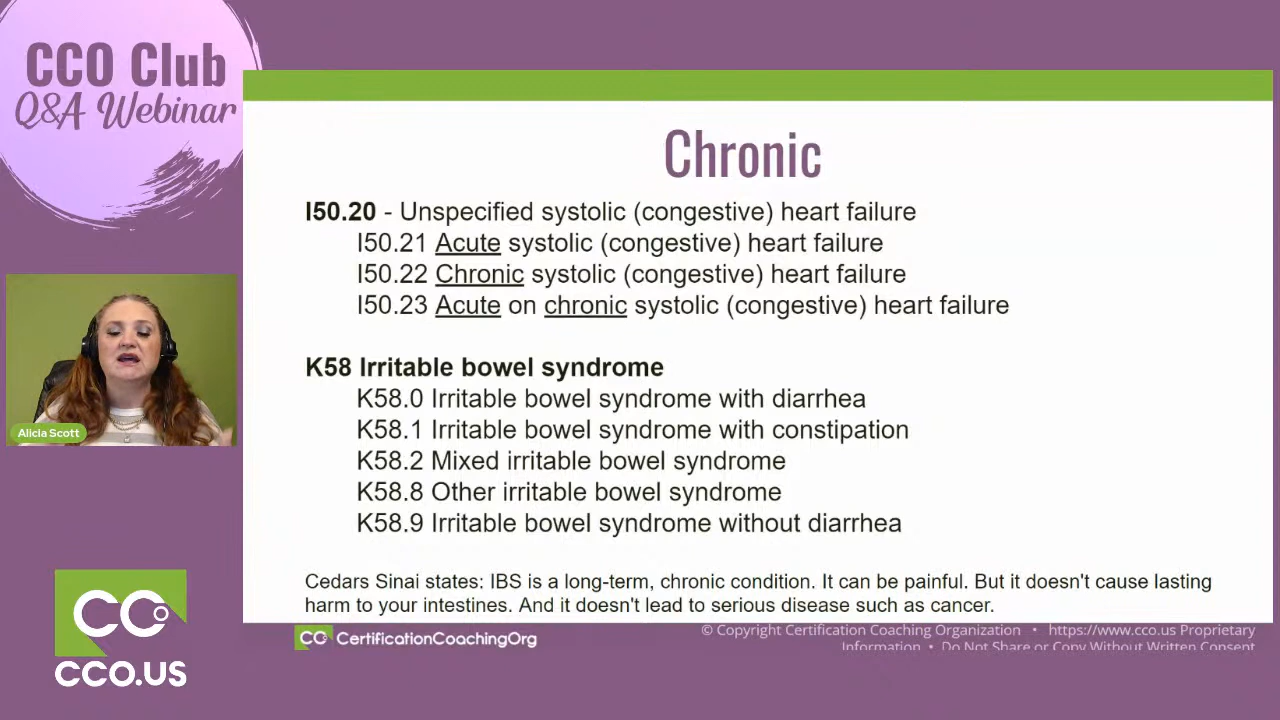 CCO Club
Q&A Webinar
Chronic
I50.20 - Unspecified systolic (congestive) heart failure
I50.21 Acute systolic (congestive) heart failure
I50.22 Chronic systolic (congestive) heart failure
I50.23 Acute on chronic systolic (congestive) heart failure
K58 Irritable bowel syndrome
K58.0 Irritable bowel syndrome with diarrhea
K58.1 Irritable bowel syndrome with constipation
K58.2 Mixed irritable bowel syndrome
K58.8 Other irritable bowel syndrome
K58.9 Irritable bowel syndrome without diarrhea
Cedars Sinai states: IBS is a long-term, chronic condition. It can be painful. But it doesn't cause lasting
harm to your intestines. And it doesn't lead to serious disease such as cancer.
Alicia Scott
CCO
CCO.US
CCO CertificationCoachingOrg
© Copyright Certification Coaching Organization • https://www.cco.us Proprietary
Information • Do Not Share or Copy Without Written Consent